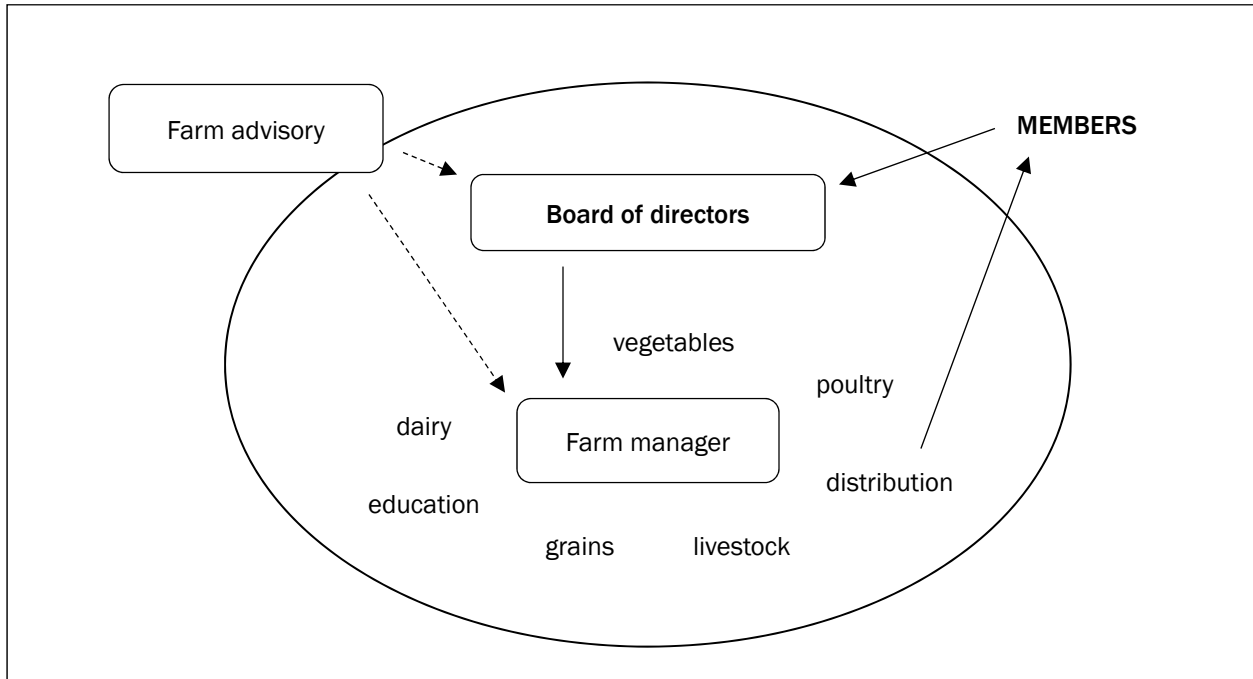 Farm advisory
MEMBERS
Board of directors
vegetables
poultry
dairy
Farm manager
distribution
education
grains
livestock